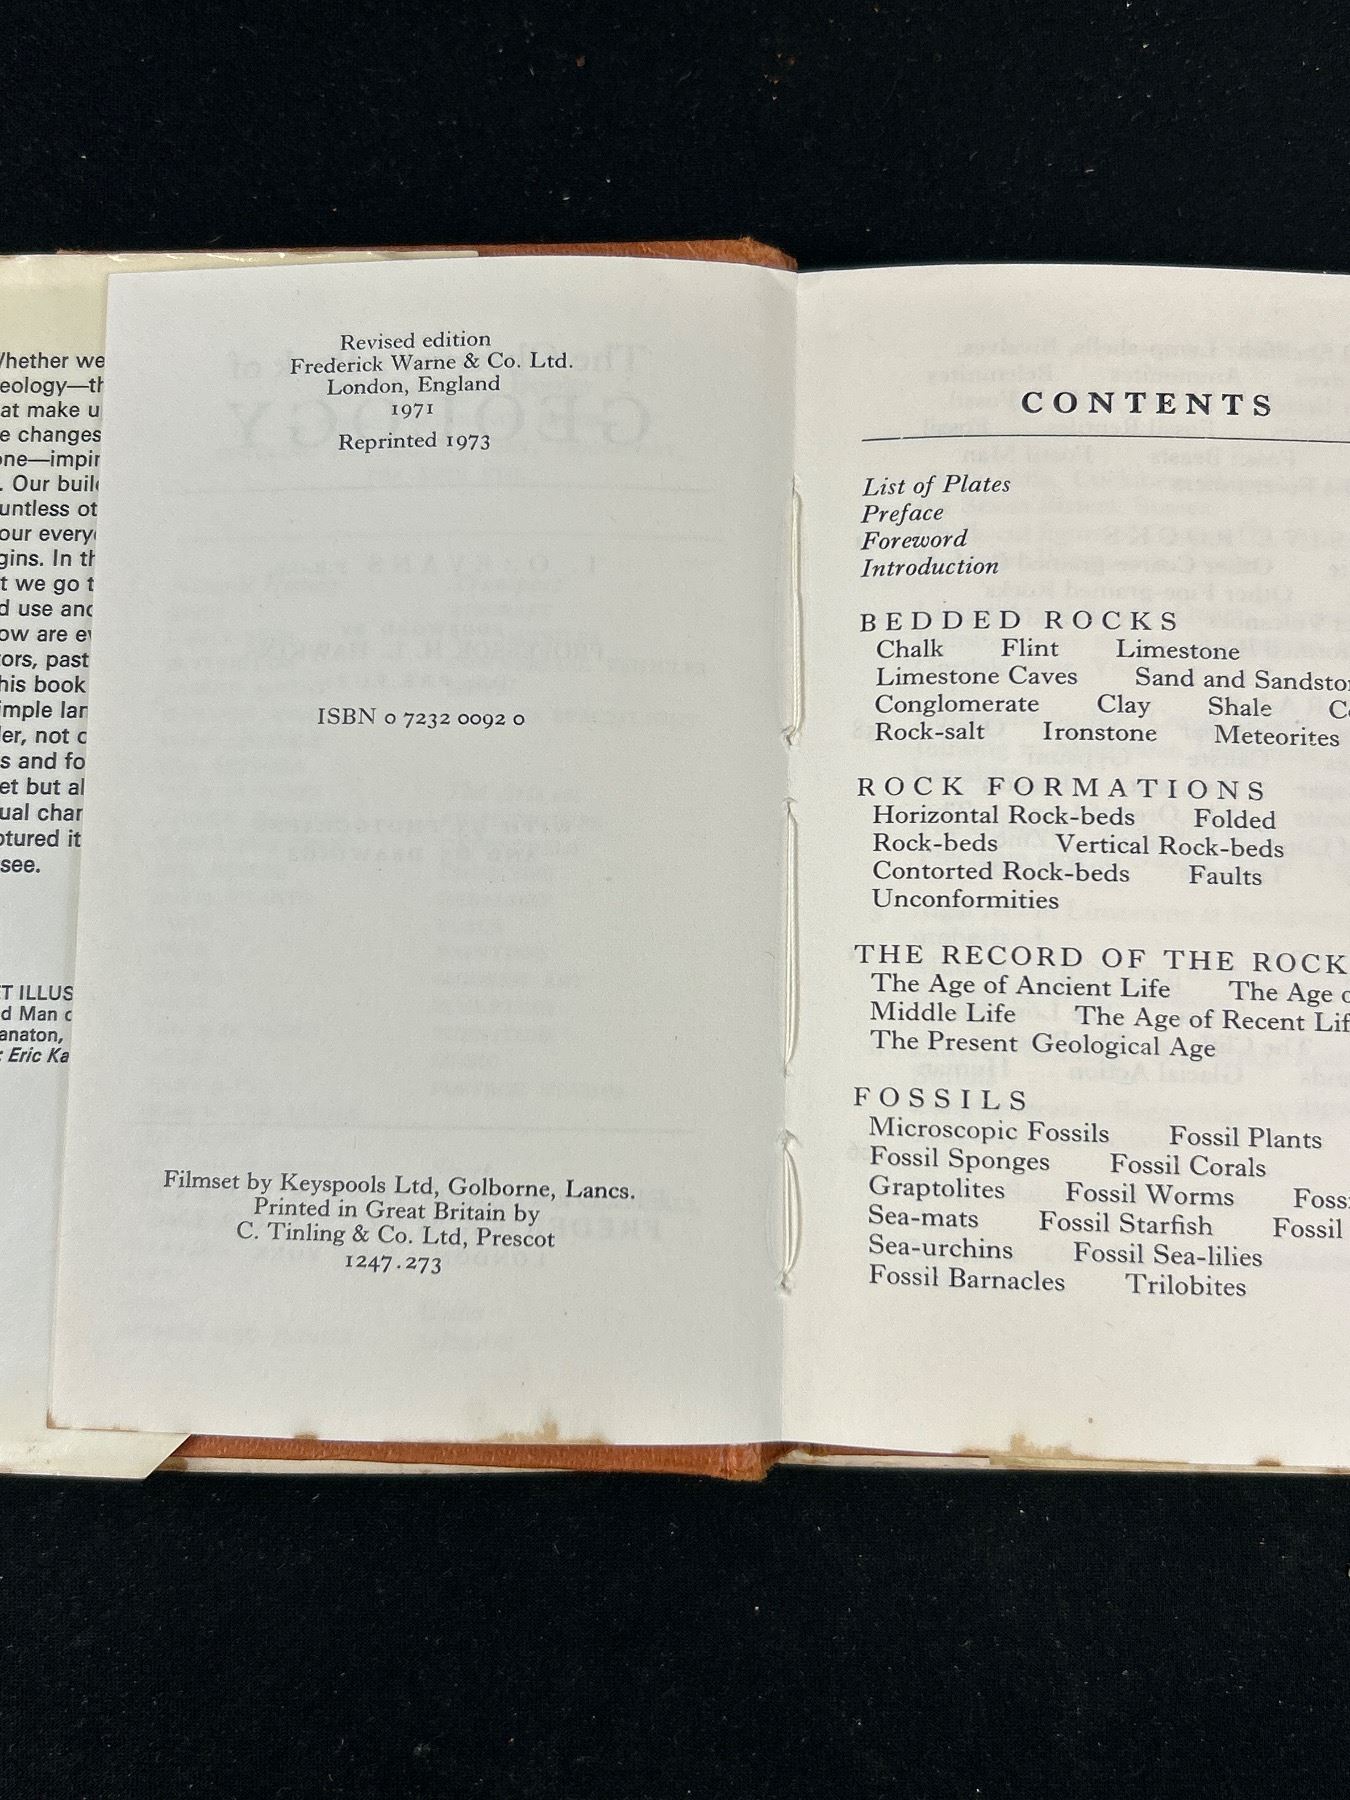 Whether we
eology—th
at make u
e changes
one—impir
. Our buil
untless ot
our every
gins. In th
t we go t
d use and
ow are ev
tors, past
his book
imple lan
ler, not c
s and fo
et but al
ual char
ptured it
see.
T ILLUS
d Man c
anaton,
: Eric Ka
Revised edition
Frederick Warne & Co. Ltd.
London, England
1971
Reprinted 1973
ISBN 0 7232 0092 0
Filmset by Keyspools Ltd, Golborne, Lancs.
Printed in Great Britain by
C. Tinling & Co. Ltd, Prescot
1247.273
CONTENTS
List of Plates
Preface
Foreword
Introduction
BEDDED ROCKS
Chalk Flint Limestone
Limestone Caves Sand and Sandsto
Conglomerate Clay Shale Co
Rock-salt Ironstone Meteorites
ROCK FORMATIONS
Horizontal Rock-beds Folded
Rock-beds Vertical Rock-beds
Contorted Rock-beds Faults
Unconformities
THE RECORD OF THE ROCK
The Age of Ancient Life The Age o
Middle Life The Age of Recent Lif
The Present Geological Age
FOSSILS
Microscopic Fossils Fossil Plants
Fossil Sponges Fossil Corals
Graptolites Fossil Worms Foss
Sea-mats Fossil Starfish Fossil
Sea-urchins Fossil Sea-lilies
Fossil Barnacles Trilobites